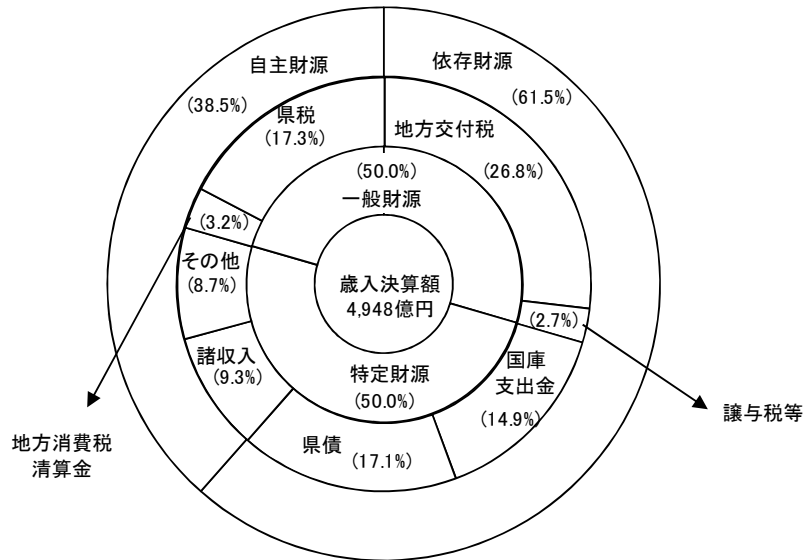 自主財源
(38.5%)
依存財源
(61.5%)
県税
(17.3%)
地方交付税
(26.8%)
(50.0%)
一般財源
(3.2%)
その他
(8.7%)
歳入決算額
4,948億円
(2.7%)
諸収入
(9.3%)
特定財源
(50.0%)
国庫
支出金
(14.9%)
県債
(17.1%)
地方消費税
清算金
譲与税等